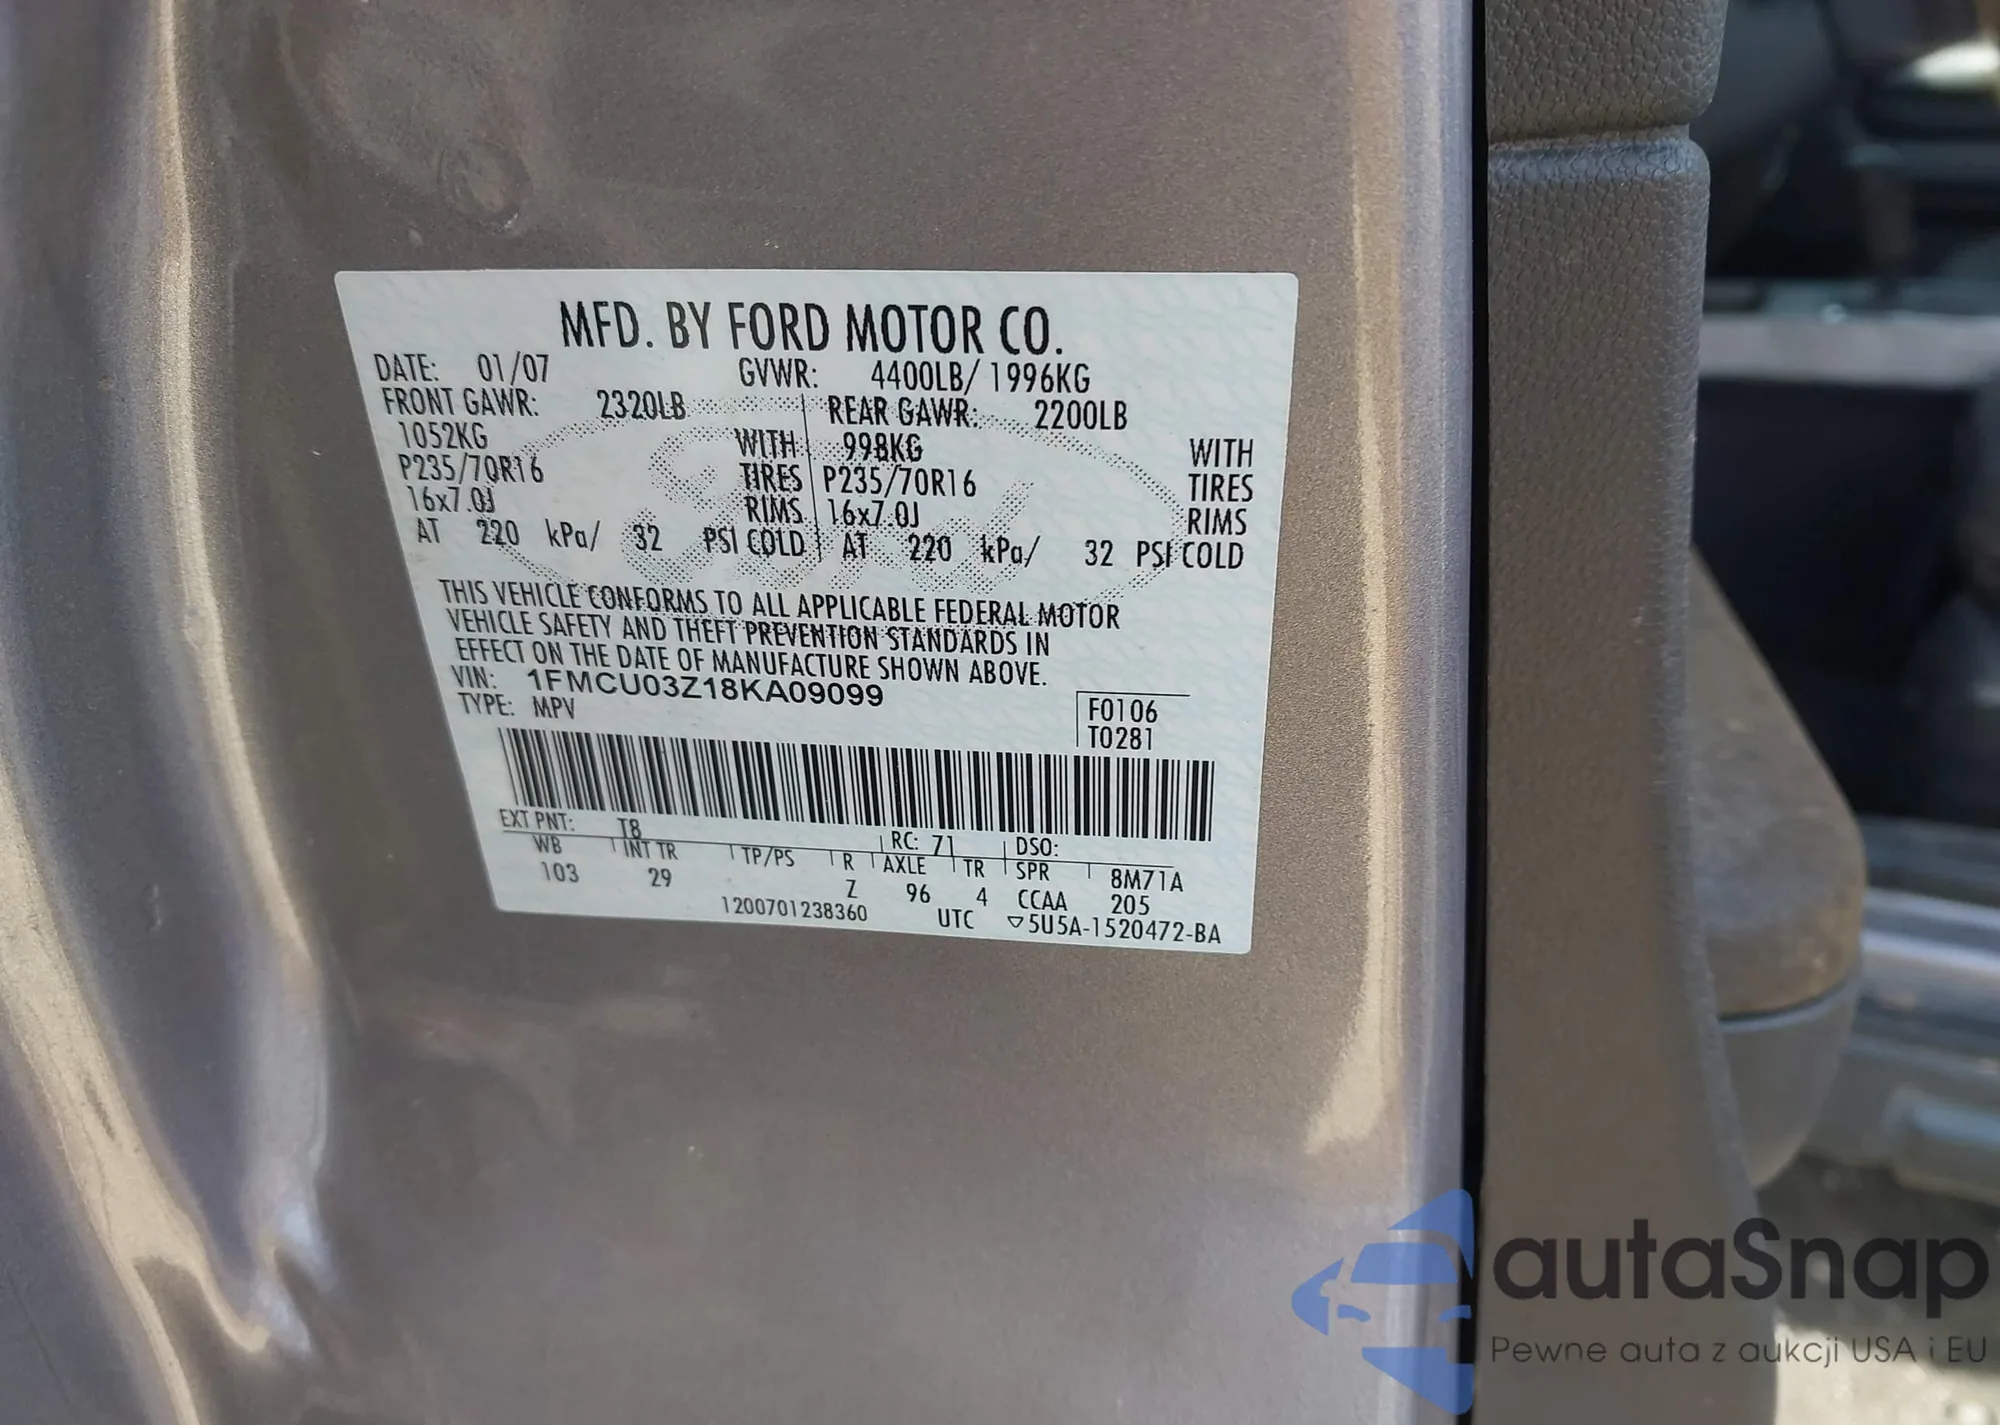 MFD. BY FORD MOTOR CO.
DATE: 01/07 GVWR: 4400LB/ 1996KG
FRONT GAWR: 2320LB REAR GAWR: 2200LB
1052KG WITH 998KG WITH
P235/70R16 TIRES P235/70R16 TIRES
16x7.0J RIMS 16x7.0J RIMS
AT 220 kPa/ 32 PSI COLD AT 220 kPa/ 32 PSI COLD
THIS VEHICLE CONFORMS TO ALL APPLICABLE FEDERAL MOTOR
VEHICLE SAFETY AND THEFT PREVENTION STANDARDS IN
EFFECT ON THE DATE OF MANUFACTURE SHOWN ABOVE.
VIN: 1FMCU03Z18KA09099
TYPE: MPV
F0106
T0281
EXT PNT: T8 RC: 71 DSO:
WB INT TR TP/PS R AXLE TR SPR 8M71A
103 29 Z 96 4 CCAA 205
1200701238360 UTC ▽5U5A-1520472-BA
Ford
autaSnap
Pewne auta z aukcji USA i EU